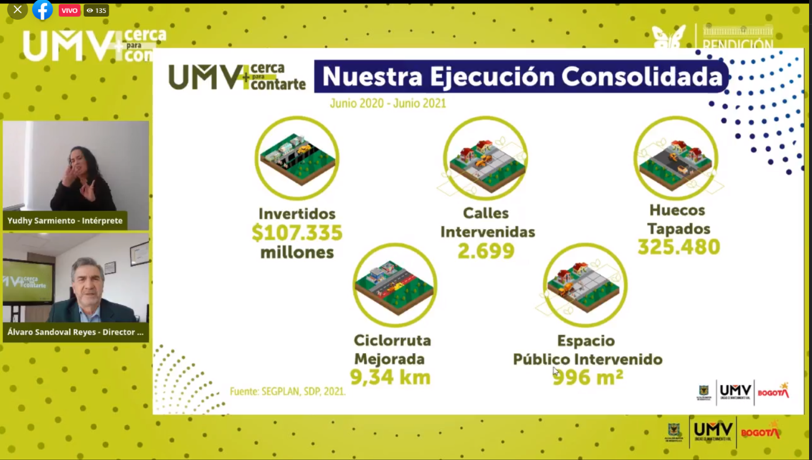 VIVO
135
UMV+ cerca
para
con
RENDICIÓN
UMV+ cerca
para
contarte
Nuestra Ejecución Consolidada
Junio 2020 - Junio 2021
Invertidos
$107.335
millones
Calles
Intervenidas
2.699
Huecos
Tapados
325.480
Yudhy Sarmiento - Intérprete
Álvaro Sandoval Reyes - Director ...
Ciclorruta
Mejorada
9,34 km
Espacio
Público Intervenido
996 m²
Fuente: SEGPLAN, SDP, 2021.
UMV
BOGOTÁ
UMV
BOGOTÁ